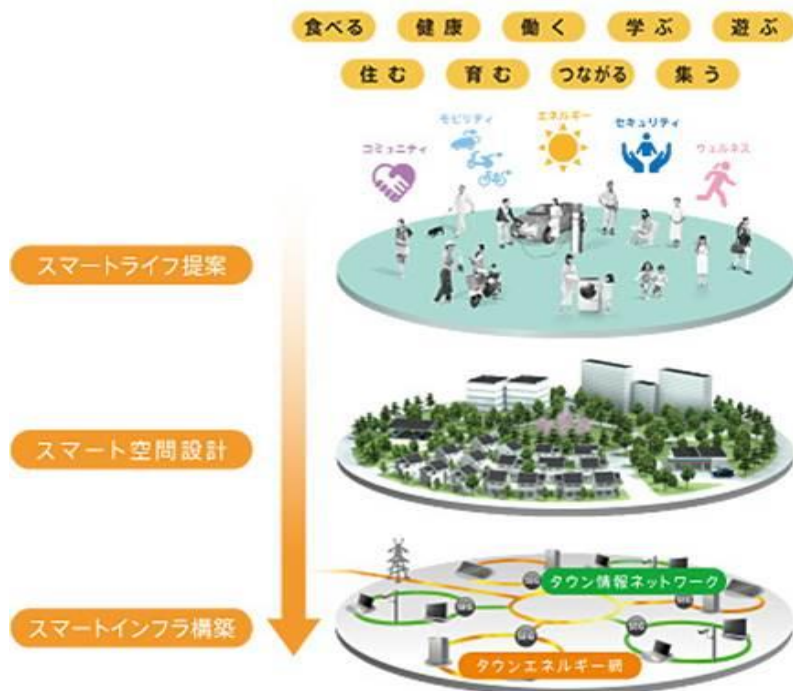 食べる 健康 働く 学ぶ 遊ぶ
住む 育む つながる 集う
コミュニティ モビリティ エネルギー セキュリティ ウェルネス
スマートライフ提案
スマート空間設計
タウン情報ネットワーク
SEG SEG SEG SEG SEG
スマートインフラ構築
タウンエネルギー網